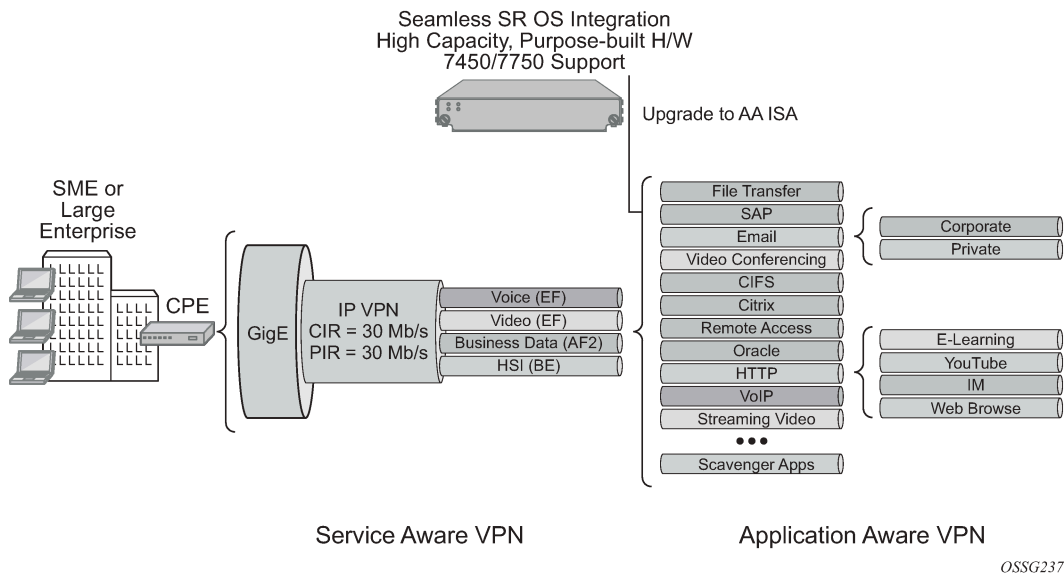 Seamless SR OS Integration
High Capacity, Purpose-built H/W
7450/7750 Support
Upgrade to AA ISA
SME or
Large
Enterprise
CPE
GigE
IP VPN
CIR = 30 Mb/s
PIR = 30 Mb/s
Voice (EF)
Video (EF)
Business Data (AF2)
HSI (BE)
File Transfer
SAP
Email
Video Conferencing
CIFS
Citrix
Remote Access
Oracle
HTTP
VoIP
Streaming Video
•••
Scavenger Apps
Corporate
Private
E-Learning
YouTube
IM
Web Browse
Service Aware VPN
Application Aware VPN
OSSG237